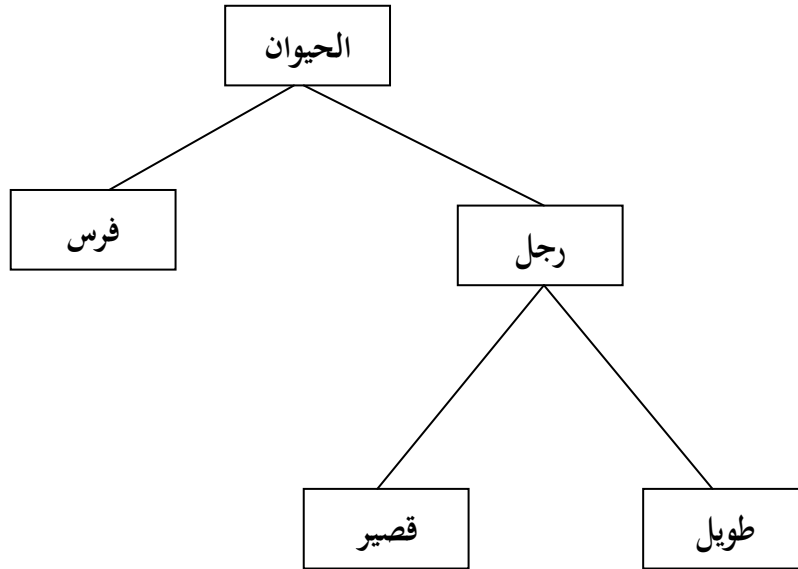 الحيوان
رجل
فرس
طويل
قصير